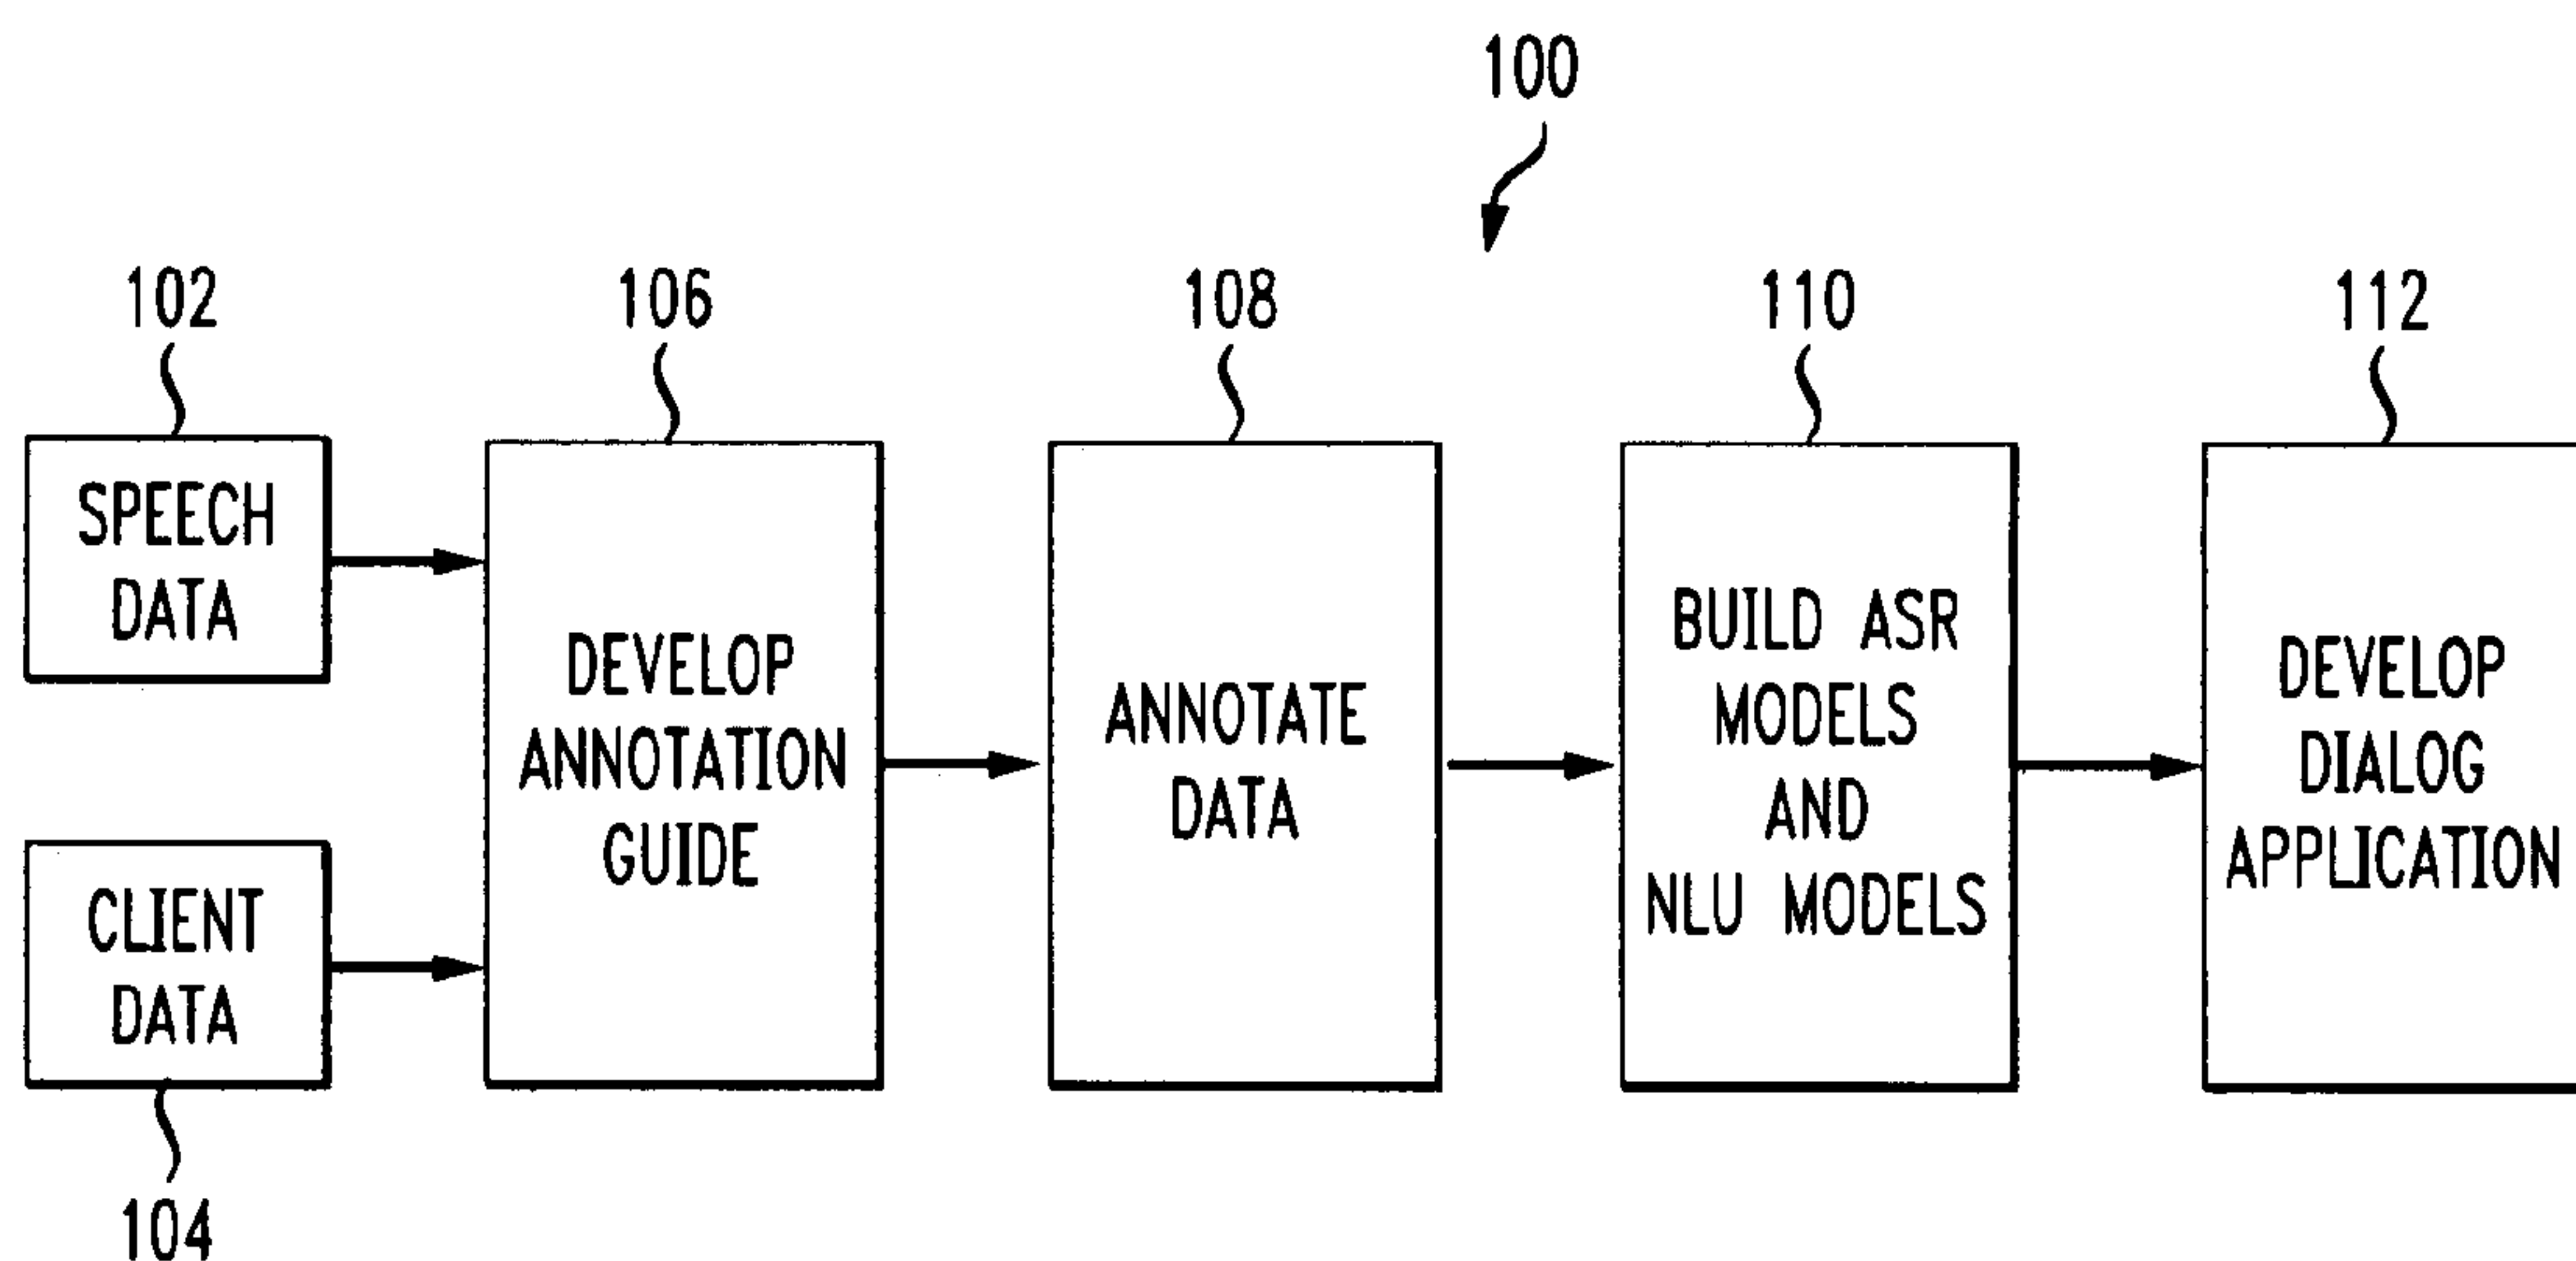 100
102
106
108
110
112
SPEECH
DATA
CLIENT
DATA
104
DEVELOP
ANNOTATION
GUIDE
ANNOTATE
DATA
BUILD ASR
MODELS
AND
NLU MODELS
DEVELOP
DIALOG
APPLICATION